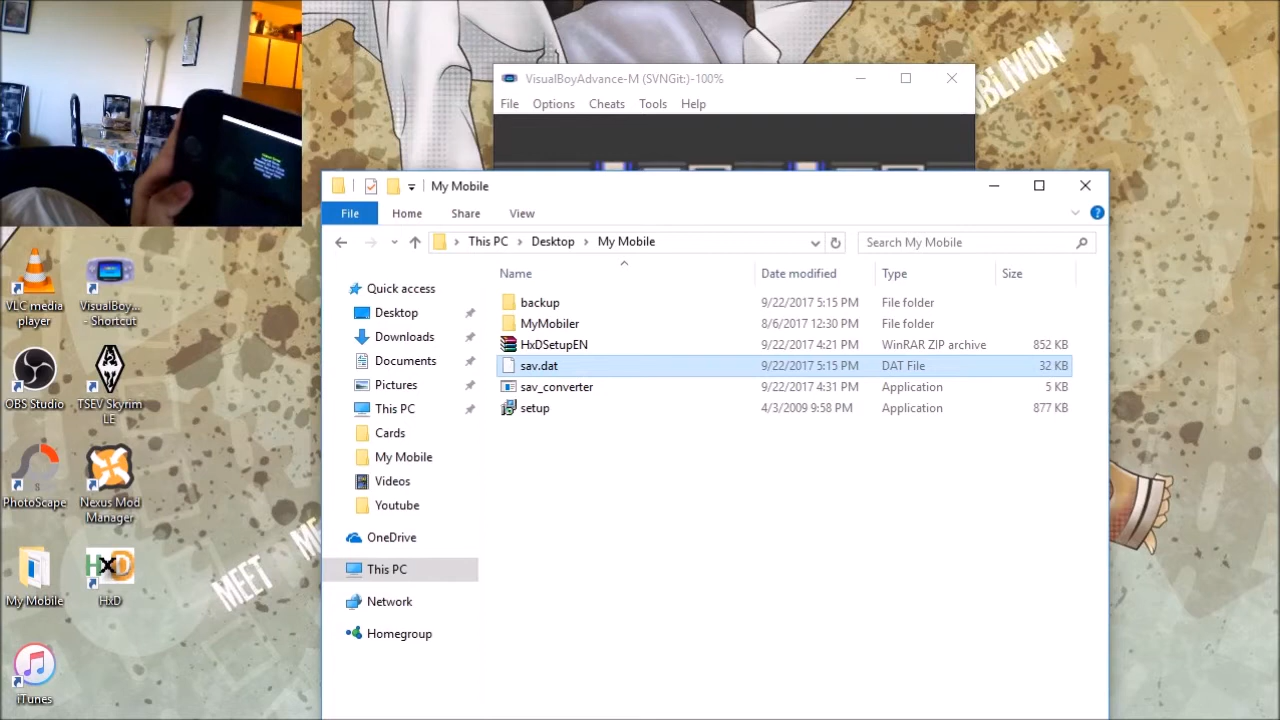 OBLIVION
VisualBoyAdvance-M (SVNGit:)-100%
File Options Cheats Tools Help
My Mobile
File Home Share View
This PC Desktop My Mobile
Search My Mobile
Name Date modified Type Size
Quick access
Desktop
Downloads
Documents
Pictures
This PC
Cards
My Mobile
Videos
Youtube
OneDrive
This PC
Network
Homegroup
backup 9/22/2017 5:15 PM File folder
MyMobiler 8/6/2017 12:30 PM File folder
HxDSetupEN 9/22/2017 4:21 PM WinRAR ZIP archive 852 KB
sav.dat 9/22/2017 5:15 PM DAT File 32 KB
sav_converter 9/22/2017 4:31 PM Application 5 KB
setup 4/3/2009 9:58 PM Application 877 KB
VLC media
player
VisualBoy...
- Shortcut
OBS Studio
TSEV Skyrim
LE
PhotoScape
Nexus Mod
Manager
My Mobile
HxD
HxD
iTunes
MEET
ME